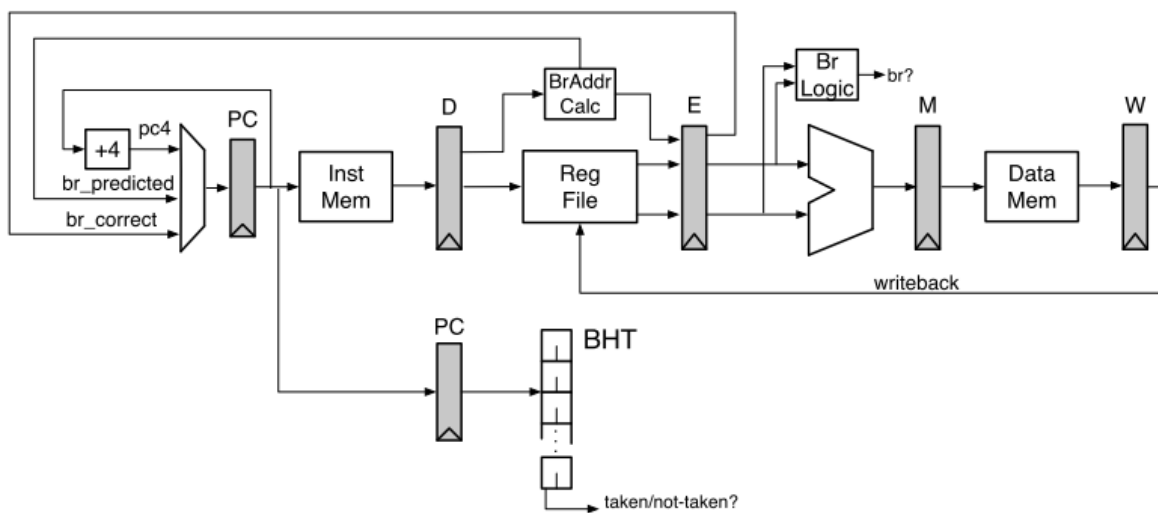 BrAddr
Calc
Br
Logic
br?
PC
D
E
M
W
+4
pc4
br_predicted
br_correct
Inst
Mem
Reg
File
Data
Mem
writeback
PC
BHT
taken/not-taken?